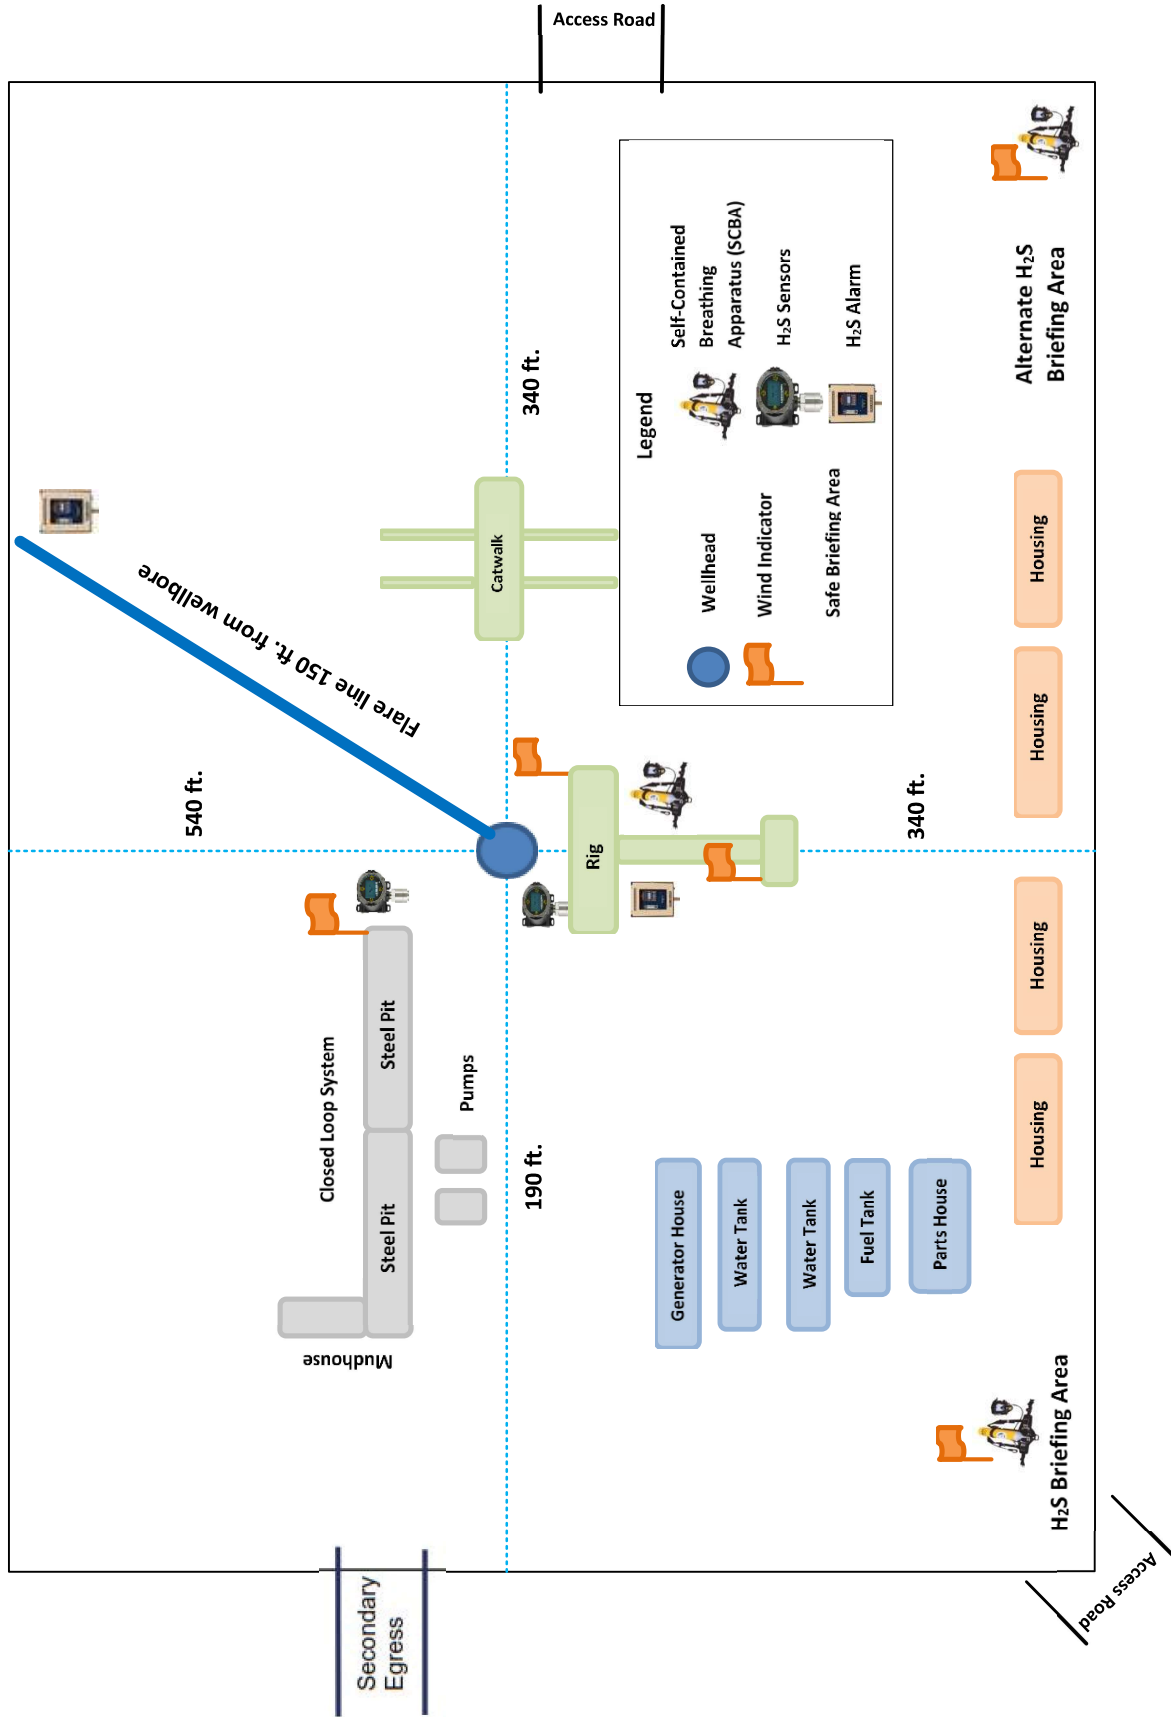 Access Road
540 ft.
Flare line 150 ft. from wellbore
340 ft.
Catwalk
Closed Loop System
Steel Pit
Steel Pit
Mudhouse
Pumps
190 ft.
Secondary
Egress
Rig
340 ft.
Legend
Wellhead
Wind Indicator
Safe Briefing Area
Self-Contained
Breathing
Apparatus (SCBA)
H₂S Sensors
H₂S Alarm
Generator House
Water Tank
Water Tank
Fuel Tank
Parts House
Housing
Housing
Housing
Housing
Alternate H₂S
Briefing Area
H₂S Briefing Area
Access Road